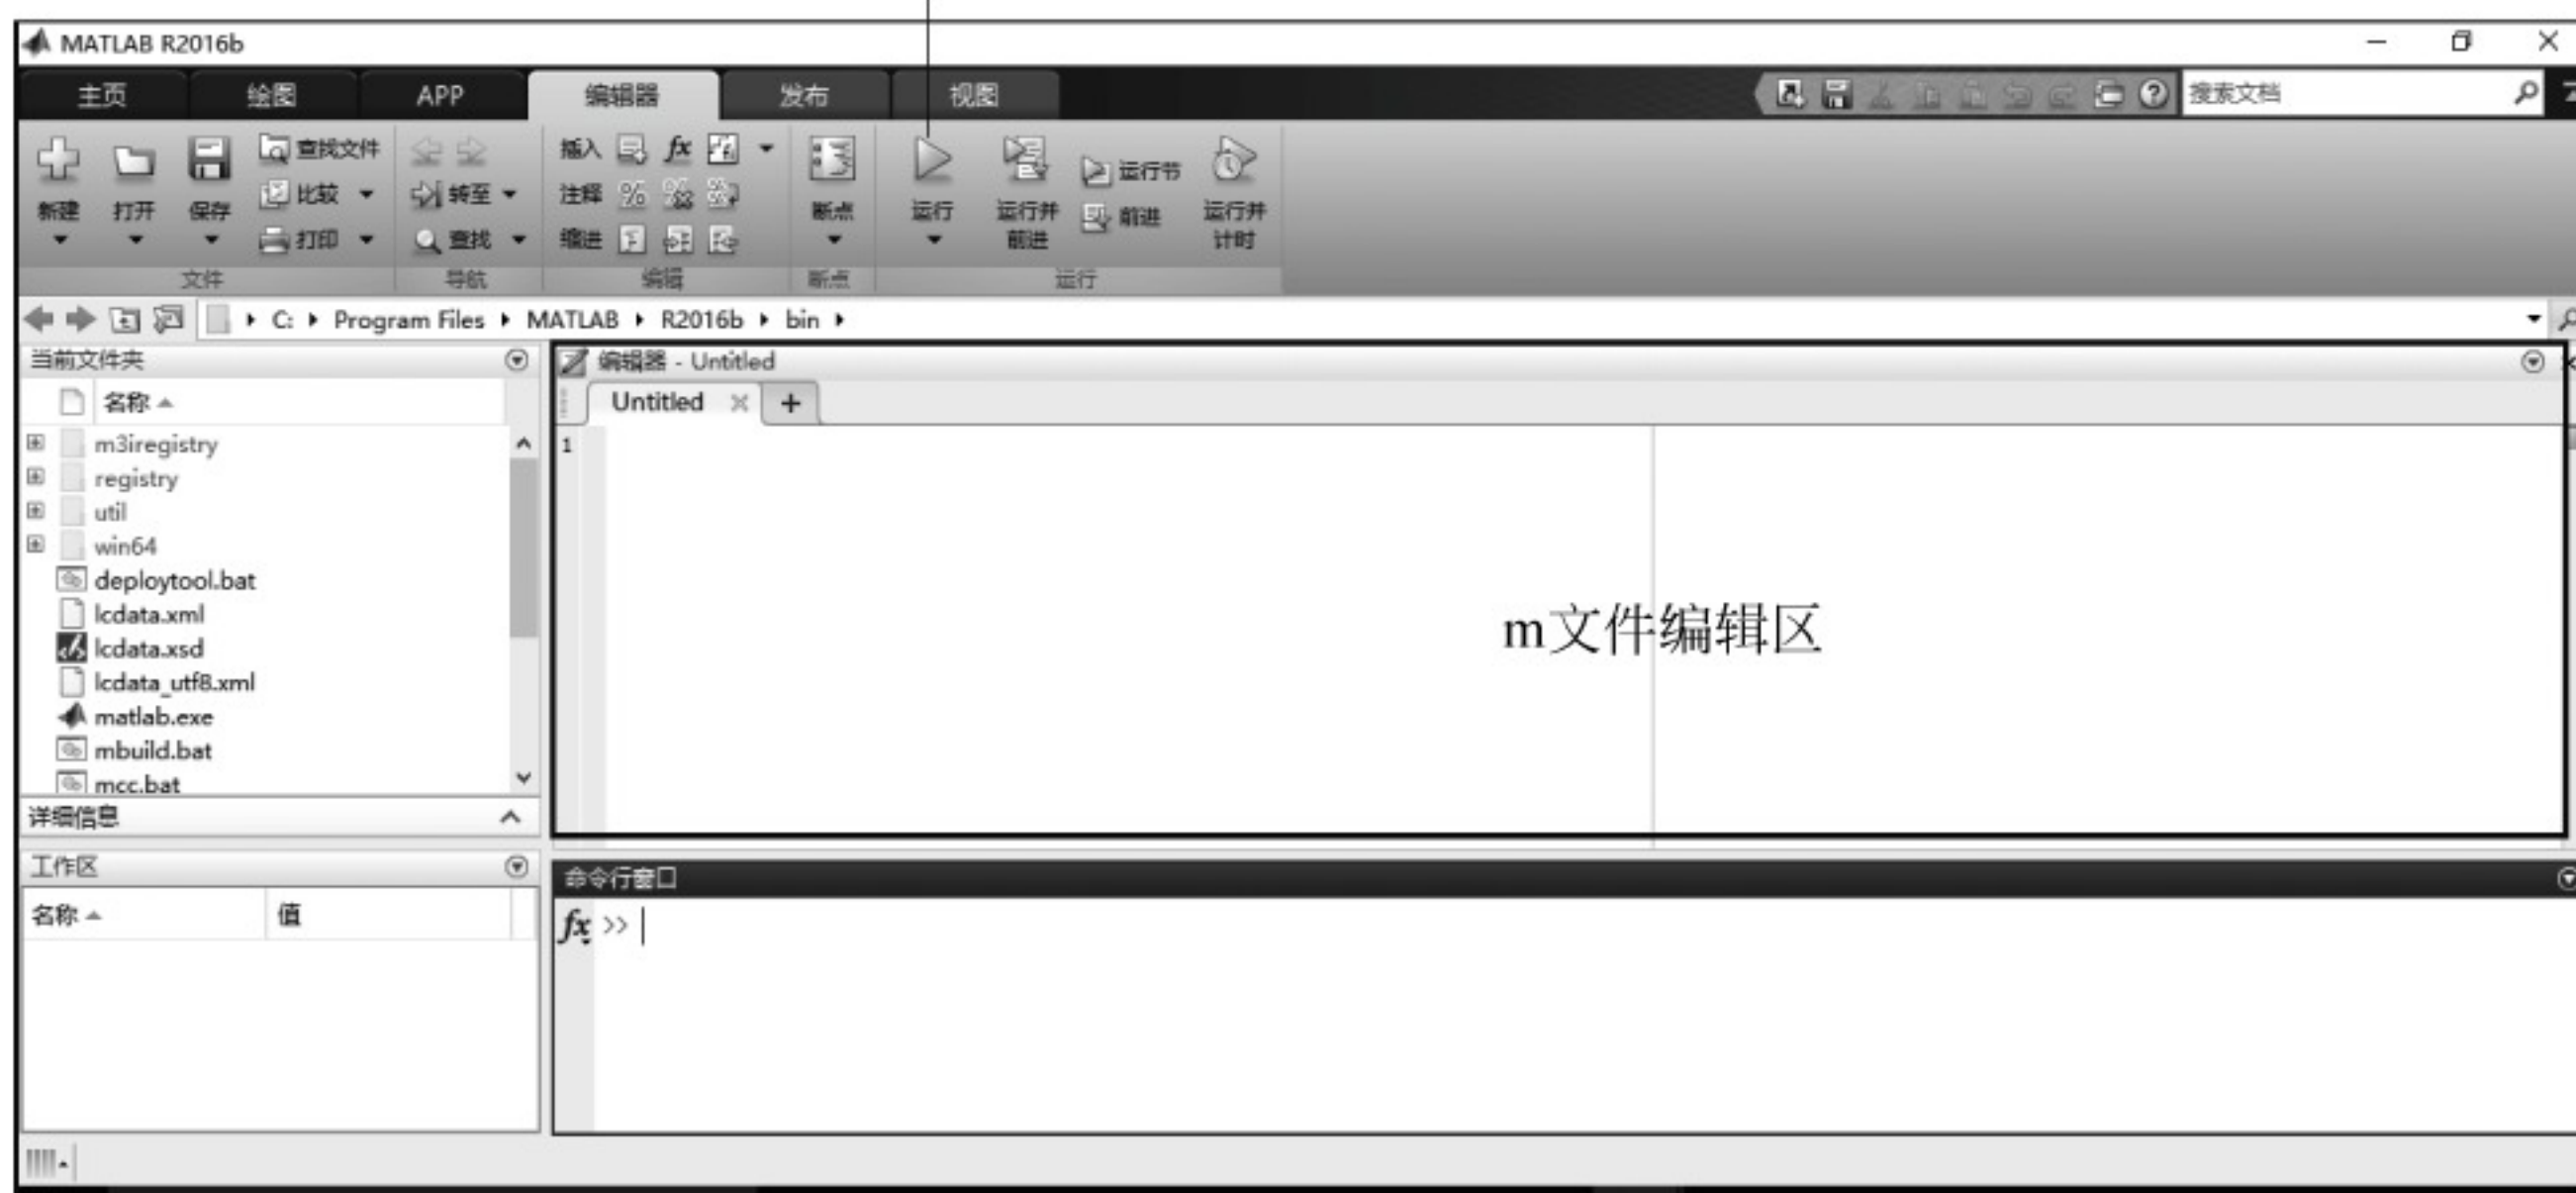 MATLAB R2016b
主页 绘图 APP 编辑器 发布 视图 搜索文档
新建 打开 保存 查找文件 比较 打印
转至 查找
插入 fx
注释 %
缩进
断点
运行 运行并前进 运行节 前进 运行并计时
文件 导航 编辑 断点 运行
C: Program Files MATLAB R2016b bin
当前文件夹
名称
m3iregistry
registry
util
win64
deploytool.bat
lcdata.xml
lcdata.xsd
lcdata_utf8.xml
matlab.exe
mbuild.bat
mcc.bat
详细信息
工作区
名称 值
编辑器 - Untitled
Untitled × +
1
m文件编辑区
命令行窗口
fx >>